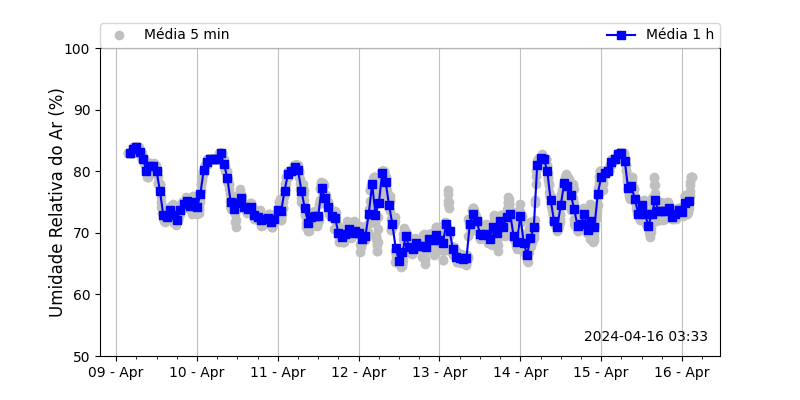 Média 5 min
Média 1 h
Umidade Relativa do Ar (%)
100
90
80
70
60
50
2024-04-16 03:33
09 - Apr
10 - Apr
11 - Apr
12 - Apr
13 - Apr
14 - Apr
15 - Apr
16 - Apr